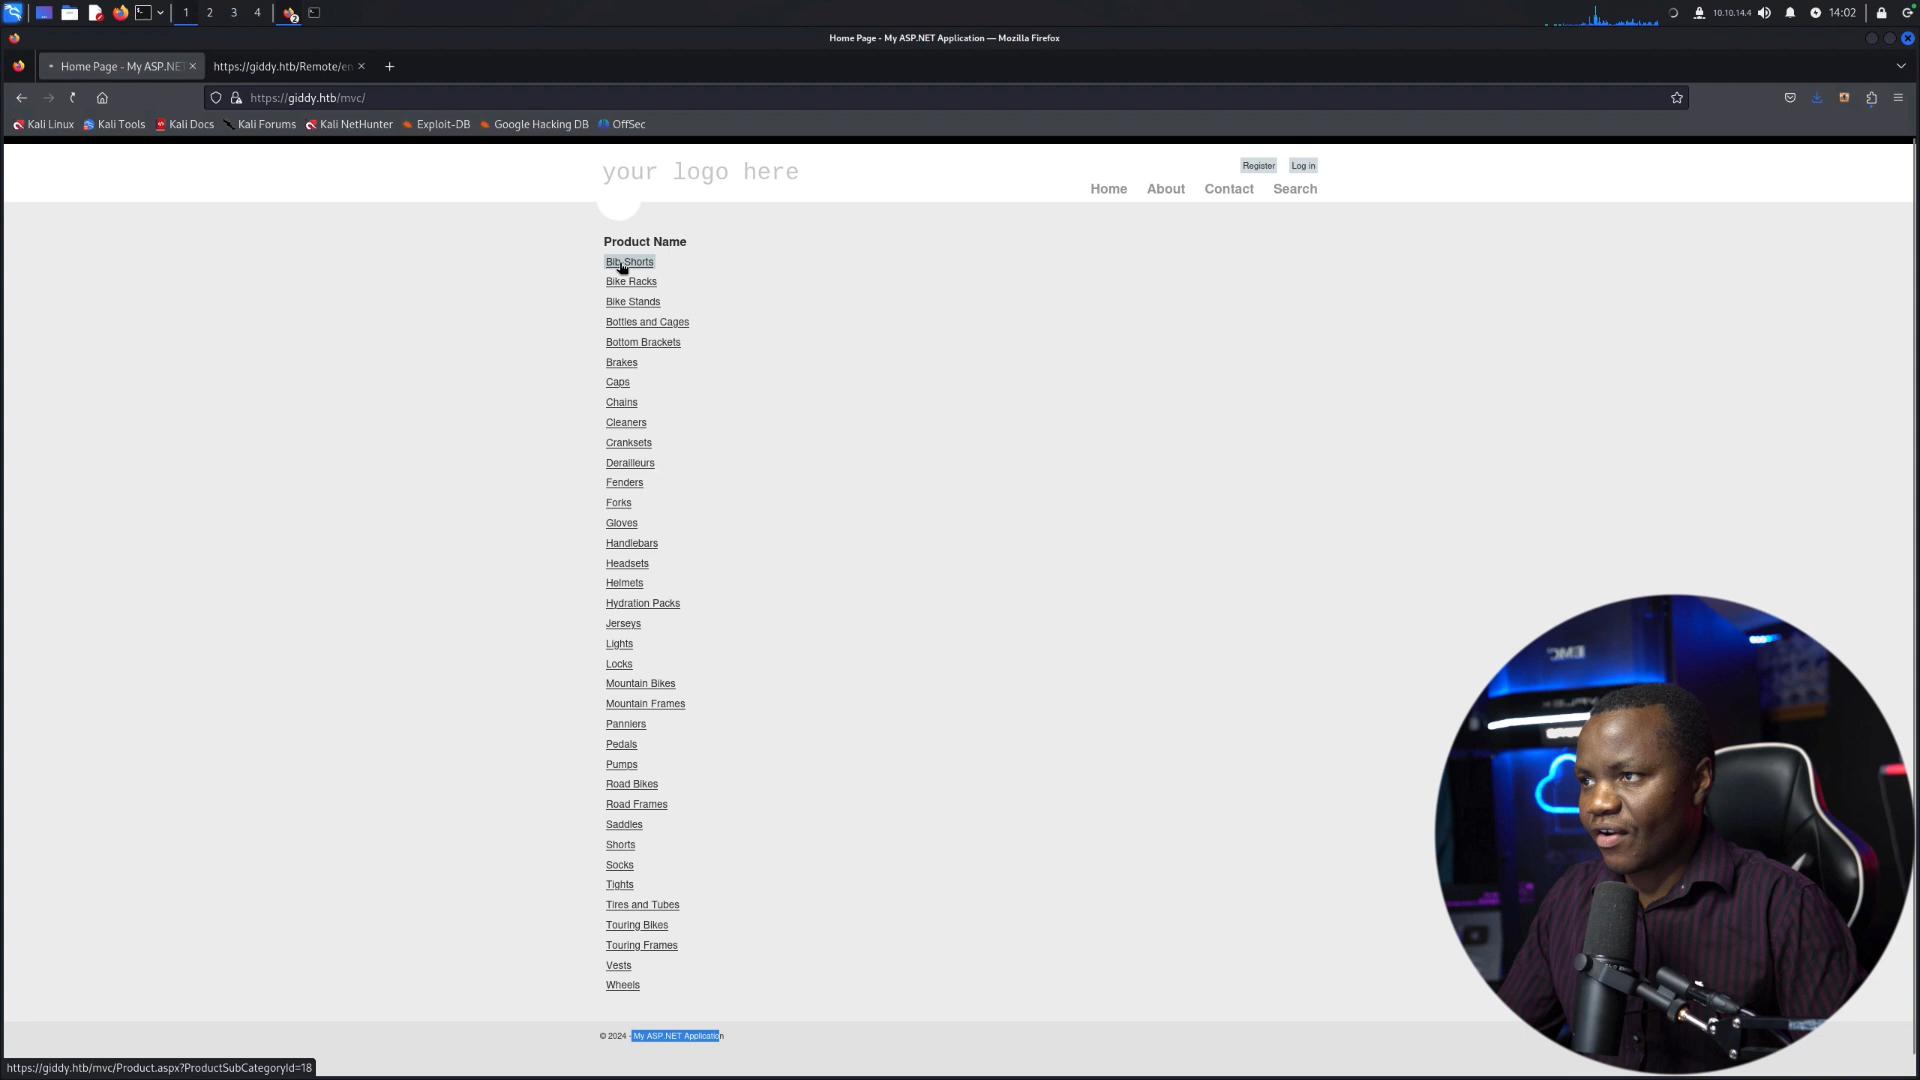 1 2 3 4
2
10.10.14.4
14:02
Home Page - My ASP.NET Application — Mozilla Firefox
Home Page - My ASP.NET
https://giddy.htb/Remote/en
https://giddy.htb/mvc/
Kali Linux Kali Tools Kali Docs Kali Forums Kali NetHunter Exploit-DB Google Hacking DB OffSec
your logo here
Register Log in
Home About Contact Search
Product Name
Bib Shorts
Bike Racks
Bike Stands
Bottles and Cages
Bottom Brackets
Brakes
Caps
Chains
Cleaners
Cranksets
Derailleurs
Fenders
Forks
Gloves
Handlebars
Headsets
Helmets
Hydration Packs
Jerseys
Lights
Locks
Mountain Bikes
Mountain Frames
Panniers
Pedals
Pumps
Road Bikes
Road Frames
Saddles
Shorts
Socks
Tights
Tires and Tubes
Touring Bikes
Touring Frames
Vests
Wheels
© 2024 - My ASP.NET Application
https://giddy.htb/mvc/Product.aspx?ProductSubCategoryId=18
EMC